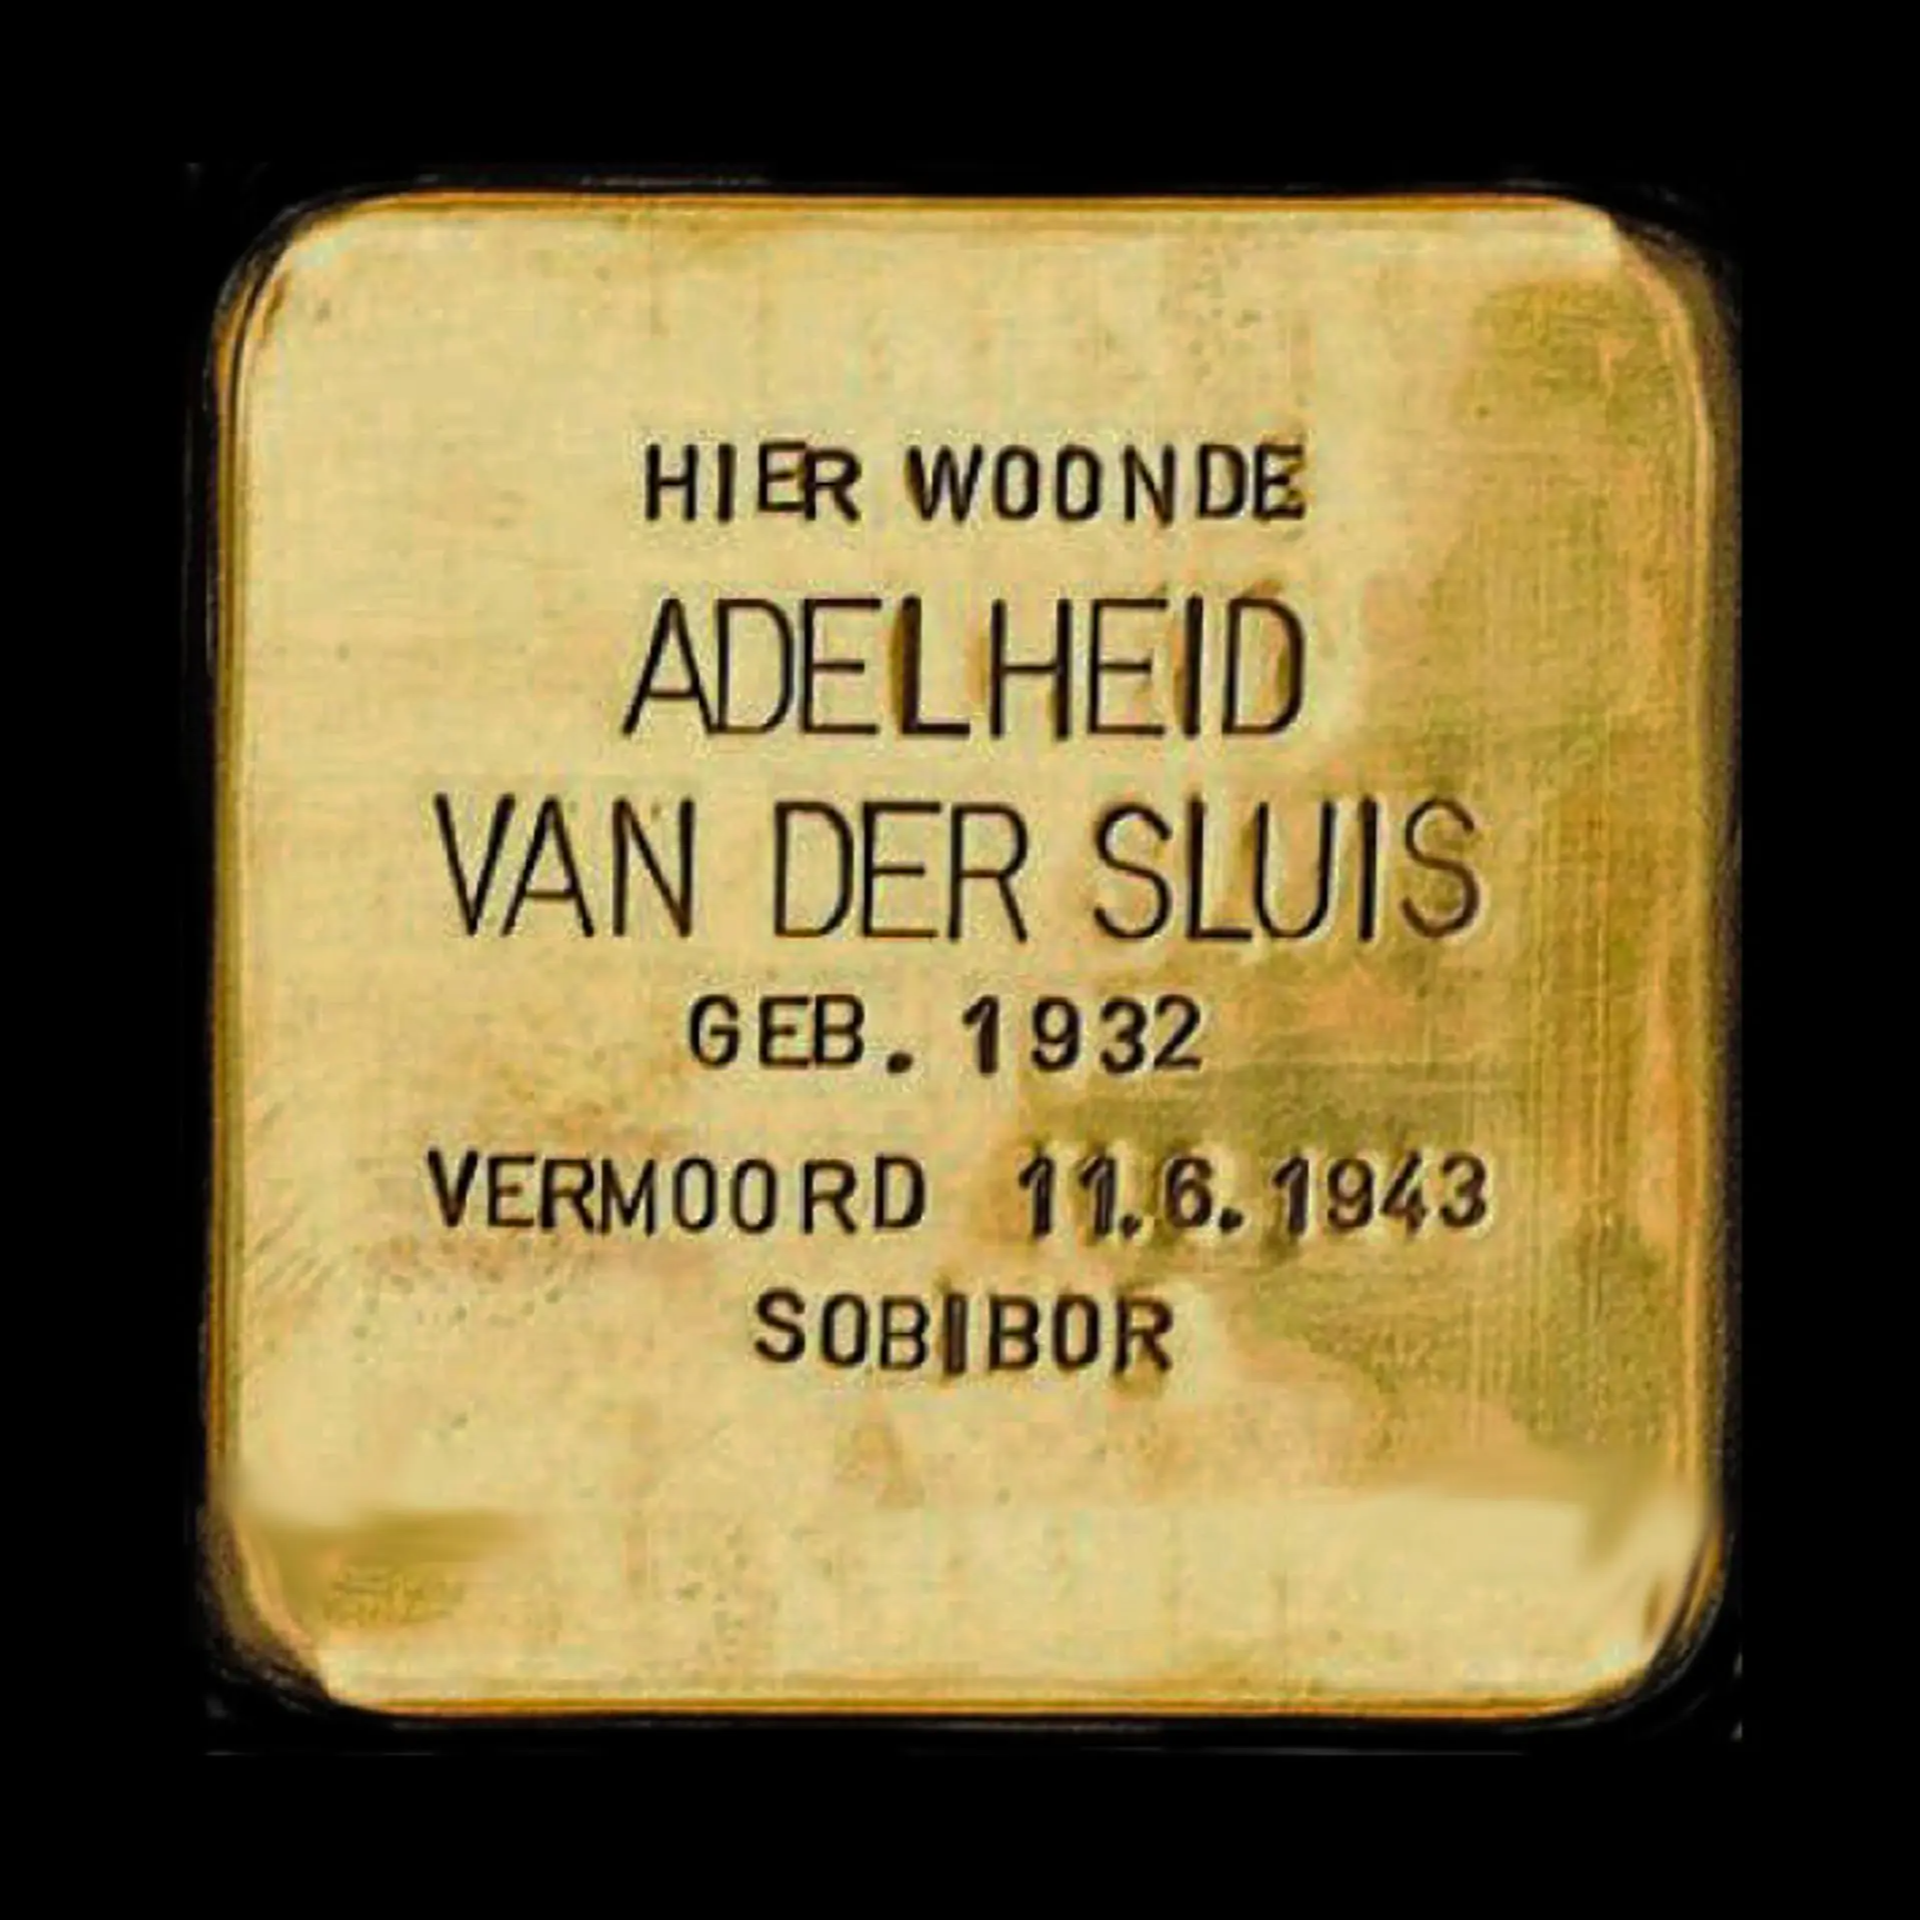 HIER WOONDE
ADELHEID
VAN DER SLUIS
GEB. 1932
VERMOORD 11.6.1943
SOBIBOR